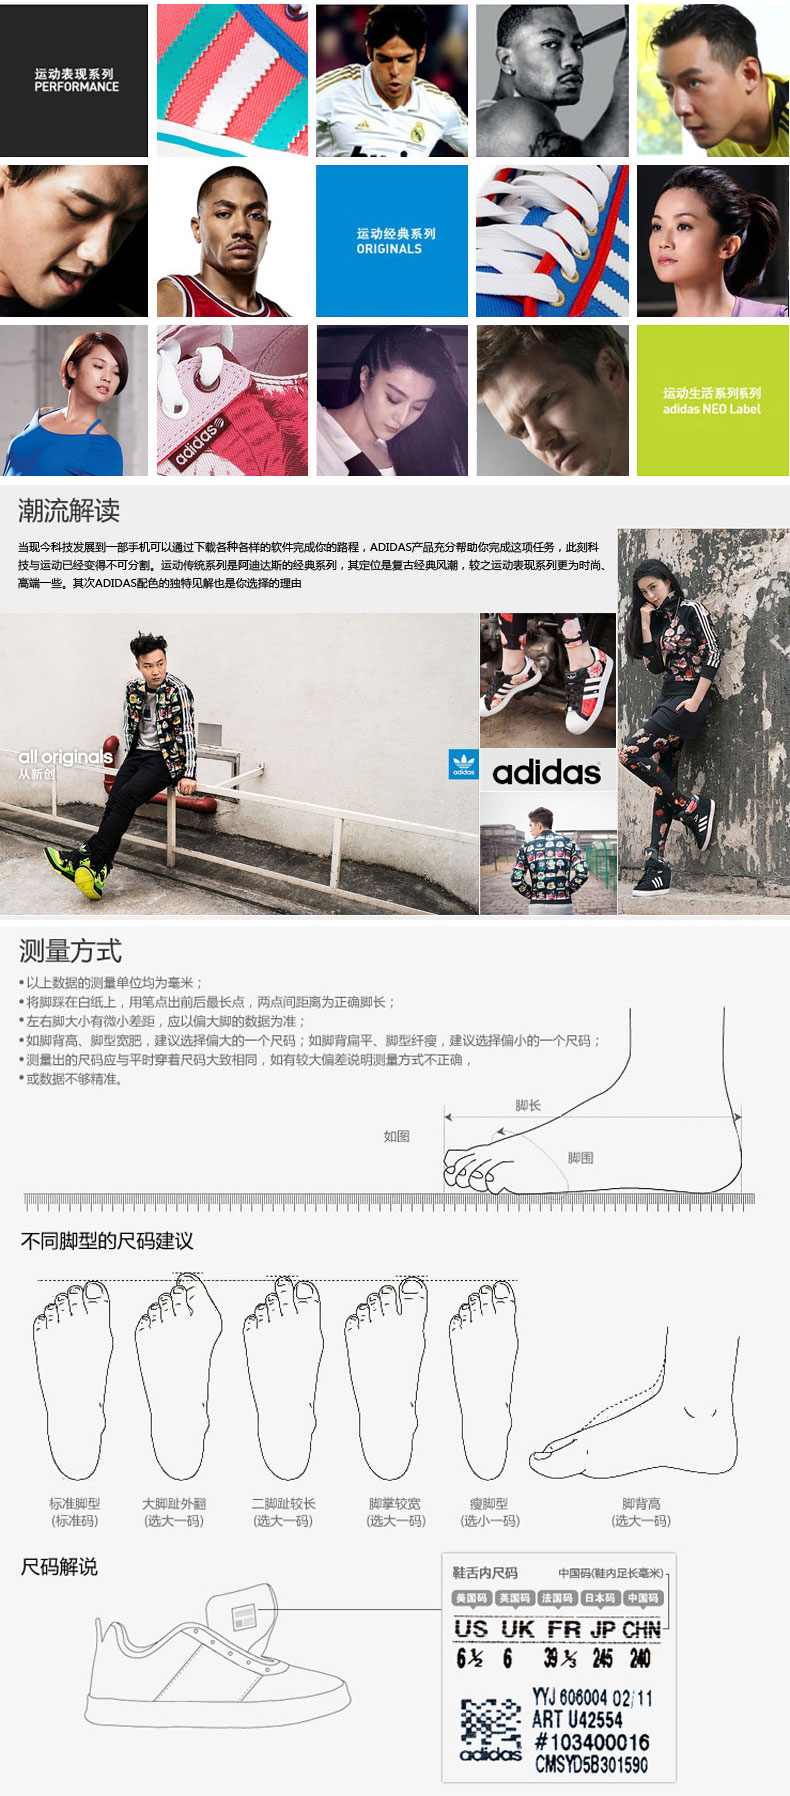 运动表现系列
PERFORMANCE
运动经典系列
ORIGINALS
adidas
运动生活系列系列
adidas NEO Label
潮流解读
当现今科技发展到一部手机可以通过下载各种各样的软件完成你的路程，ADIDAS产品充分帮助你完成这项任务，此刻科
技与运动已经变得不可分割。运动传统系列是阿迪达斯的经典系列，其定位是复古经典风潮，较之运动表现系列更为时尚、
高端一些。其次ADIDAS配色的独特见解也是你选择的理由
all originals
从新创
adidas
adidas
测量方式
•以上数据的测量单位均为毫米；
•将脚踩在白纸上，用笔点出前后最长点，两点间距离为正确脚长；
•左右脚大小有微小差距，应以偏大脚的数据为准；
•如脚背高、脚型宽肥，建议选择偏大的一个尺码；如脚背扁平、脚型纤瘦，建议选择偏小的一个尺码；
•测量出的尺码应与平时穿着尺码大致相同，如有较大偏差说明测量方式不正确，
•或数据不够精准。
脚长
如图
脚围
不同脚型的尺码建议
标准脚型
(标准码)
大脚趾外翻
(选大一码)
二脚趾较长
(选大一码)
脚掌较宽
(选大一码)
瘦脚型
(选小一码)
脚背高
(选大一码)
尺码解说
鞋舌内尺码 中国码(鞋内足长毫米)
美国码 英国码 法国码 日本码 中国码
US UK FR JP CHN
6 ½ 6 39 ⅓ 245 240
YYJ 606004 02/11
ART U42554
#103400016
CMSYD5B301590
adidas